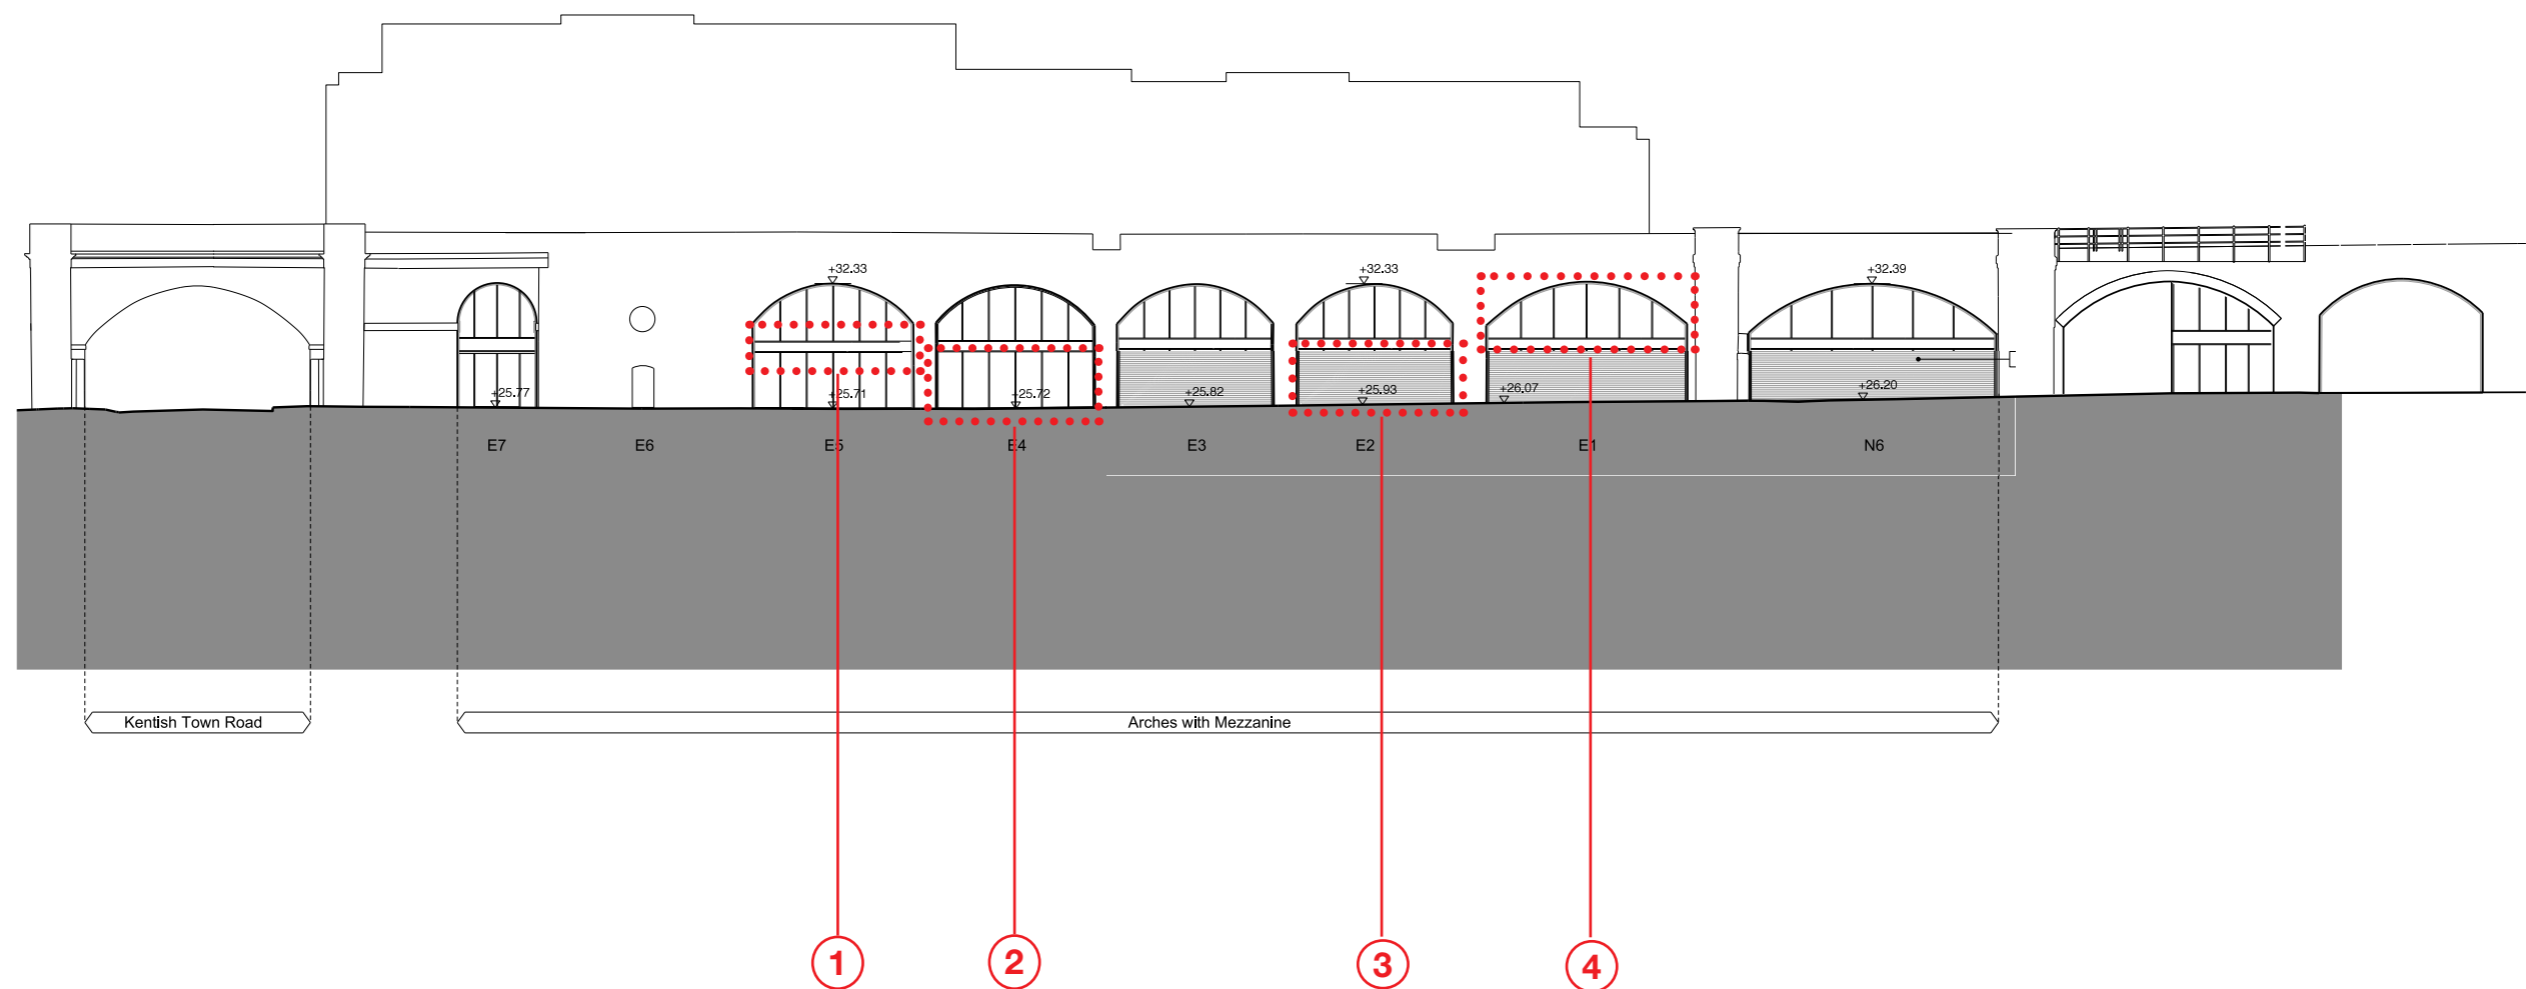 +32.33
+32.33
+32.39
+25.77
+25.71
+25.72
+25.82
+25.93
+26.07
+26.20
E7
E6
E5
E4
E3
E2
E1
N6
Kentish Town Road
Arches with Mezzanine
1
2
3
4